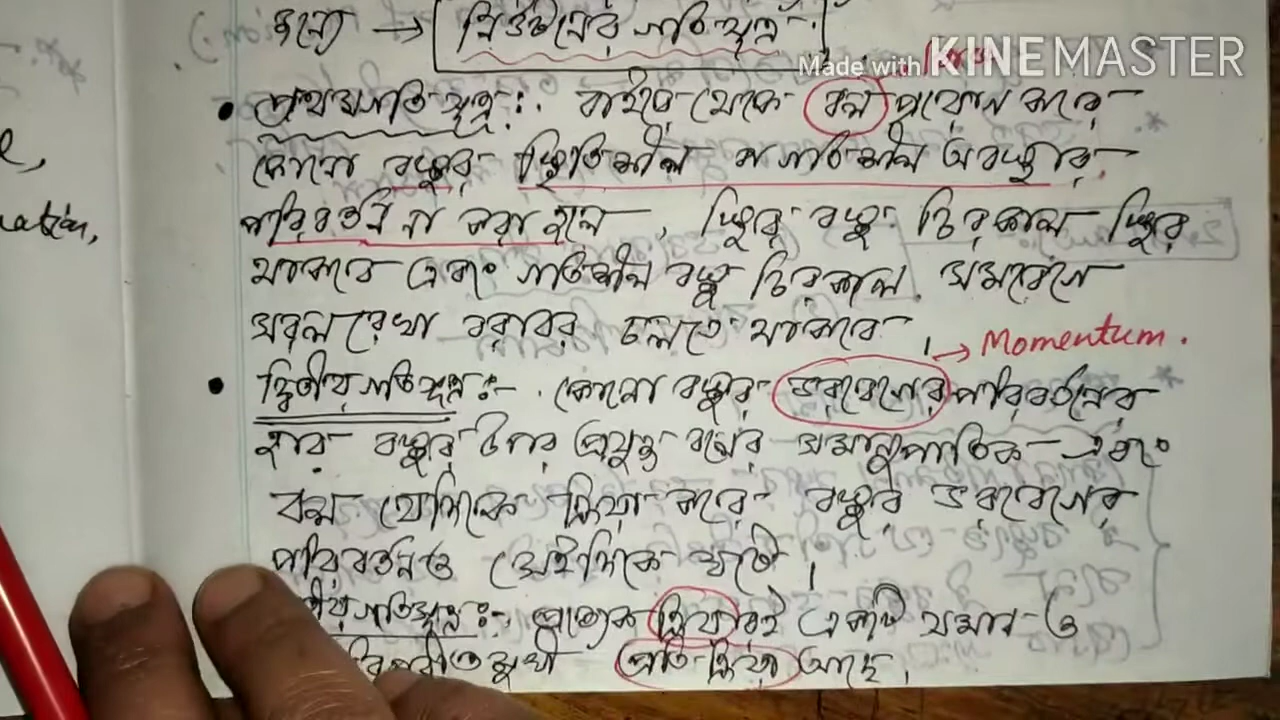 জন্যে → নিউটনের গতিসূত্র
Made with KINEMASTER
• প্রথম গতিসূত্র :. বাইরে থেকে বল প্রয়োগ করে
কোনো বস্তুর স্থিতিশীল বা গতিশীল অবস্থার
পরিবর্তন না করা হলে, স্থির বস্তু চিরকাল স্থির
থাকবে এবং গতিশীল বস্তু চিরকাল সমবেগে
সরলরেখা বরাবর চলতে থাকবে।
→ Momentum.
• দ্বিতীয় গতিসূত্র :- কোনো বস্তুর ভরবেগের পরিবর্তনের
হার বস্তুর উপর প্রযুক্ত বলের সমানুপাতিক এবং
বল যেদিকে ক্রিয়া করে বস্তুর ভরবেগের
পরিবর্তনও সেইদিকে ঘটে।
গতিসূত্র :- প্রত্যেক ক্রিয়ারই একটি সমান ও
মুখী প্রতিক্রিয়া আছে।